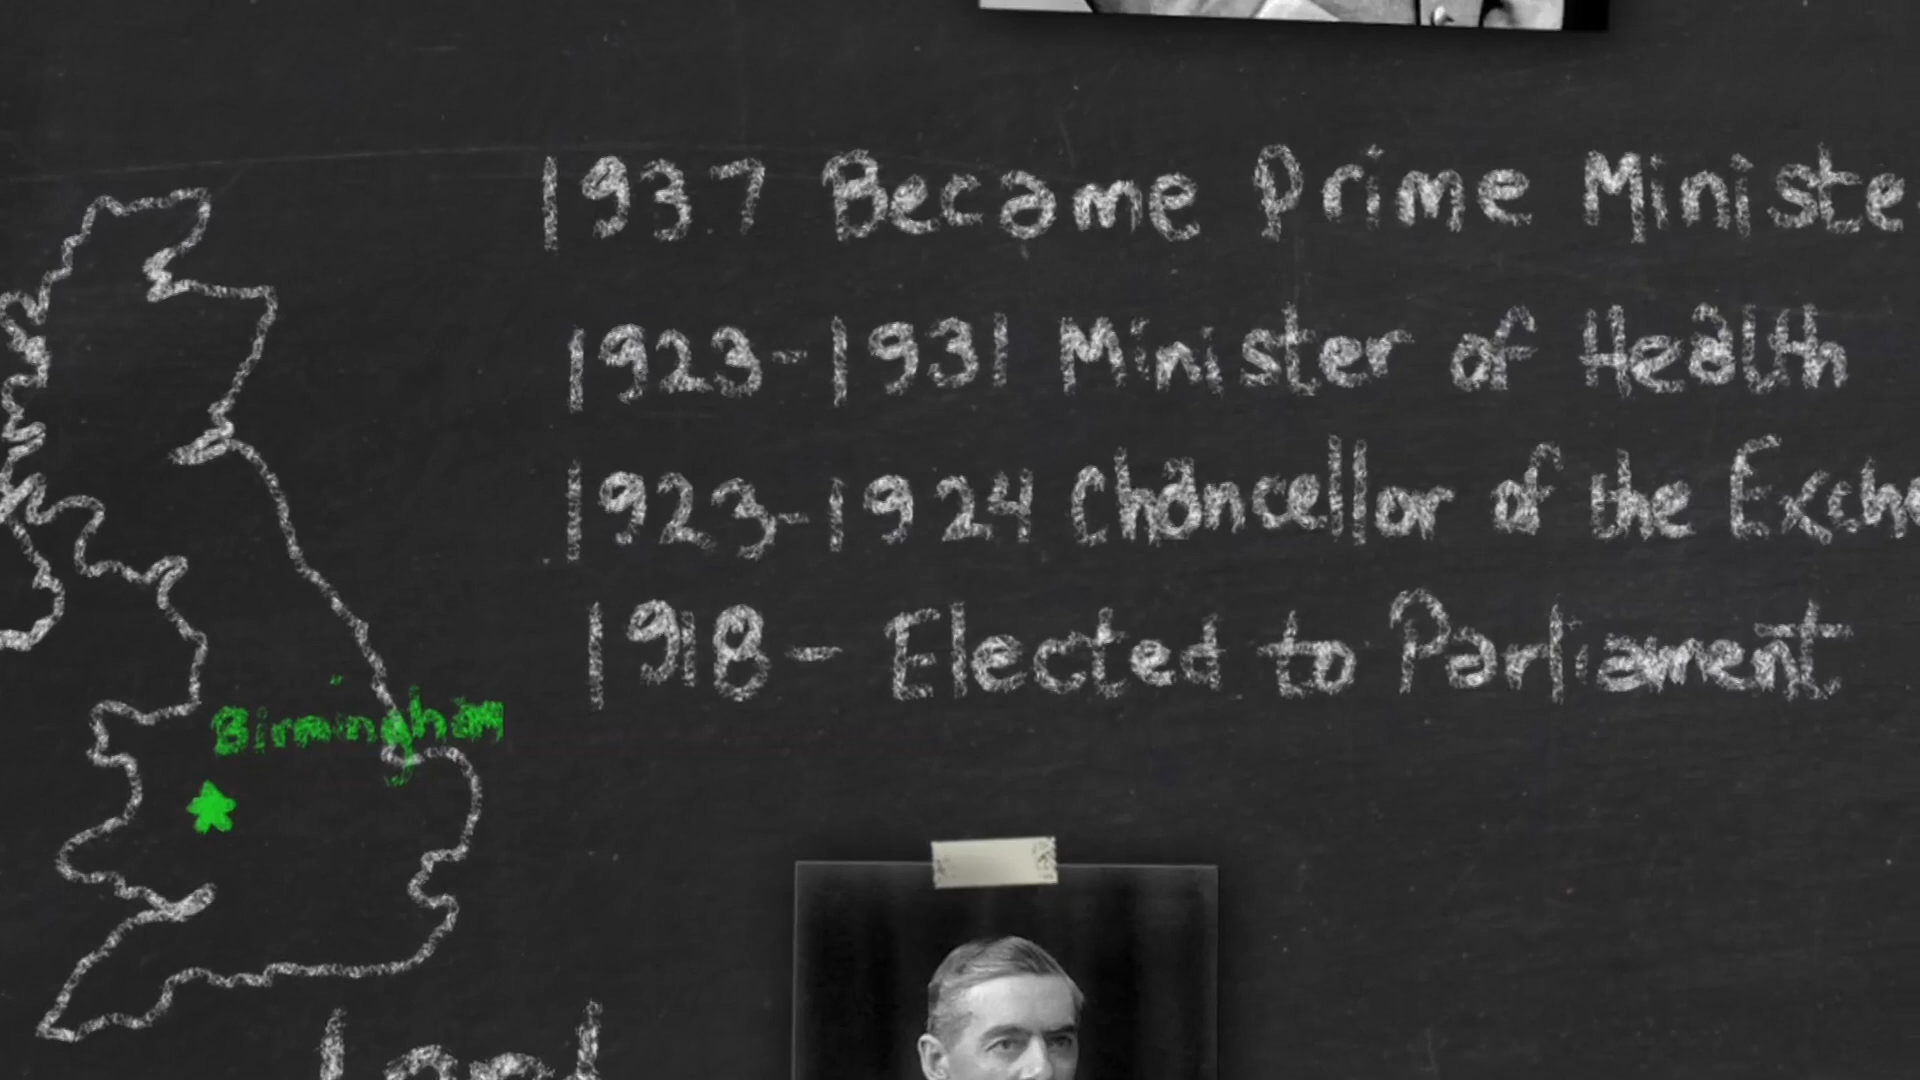 1937 Became Prime Ministe
1923-1931 Minister of Health
1923-1924 Chancellor of the Exche
1918- Elected to Parliament
Birmingham